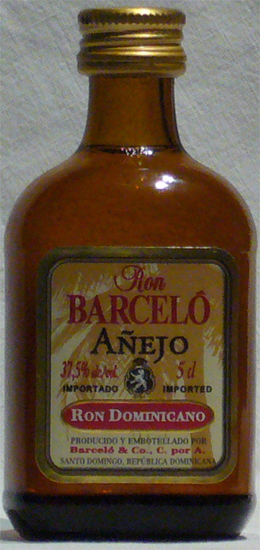 Ron
BARCELÓ
AÑEJO
37,5% alc/vol. 5 cl
IMPORTADO IMPORTED
RON DOMINICANO
PRODUCIDO Y EMBOTELLADO POR
Barceló & Co., C. por A.
SANTO DOMINGO, REPÚBLICA DOMINICANA